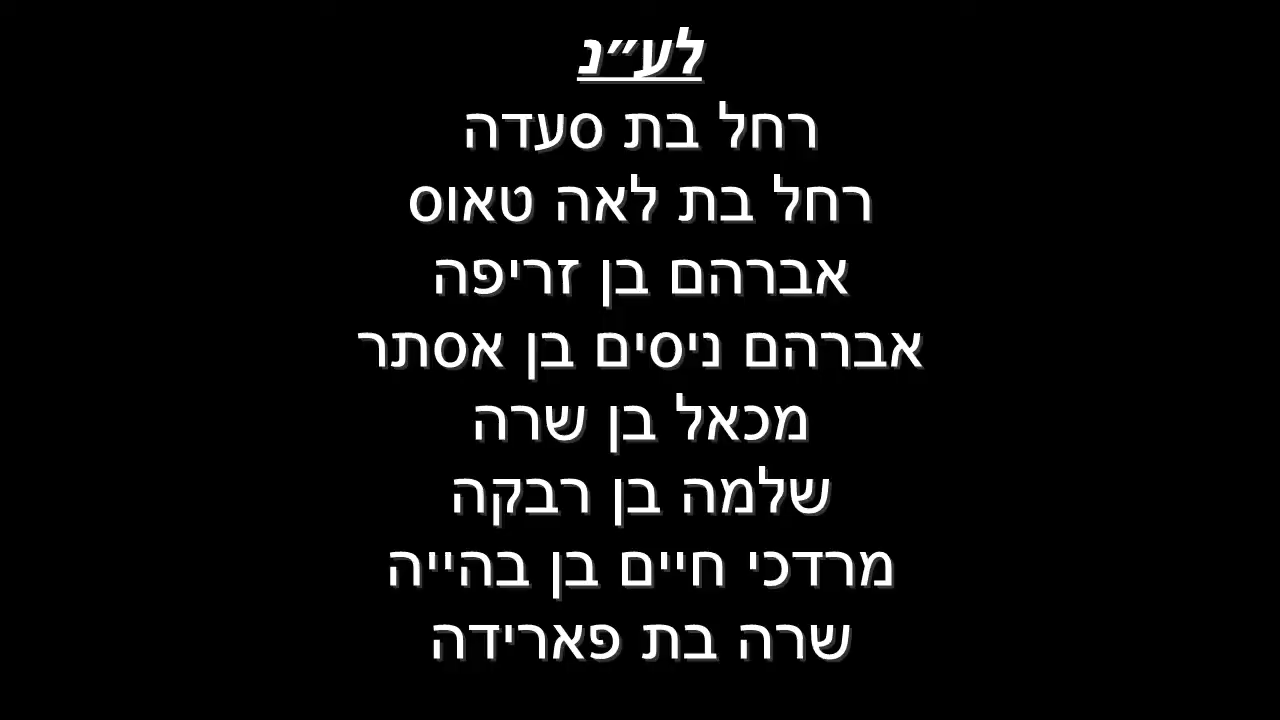 לע״נ
רחל בת סעדה
רחל בת לאה טאוס
אברהם בן זריפה
אברהם ניסים בן אסתר
מכאל בן שרה
שלמה בן רבקה
מרדכי חיים בן בהייה
שרה בת פארידה